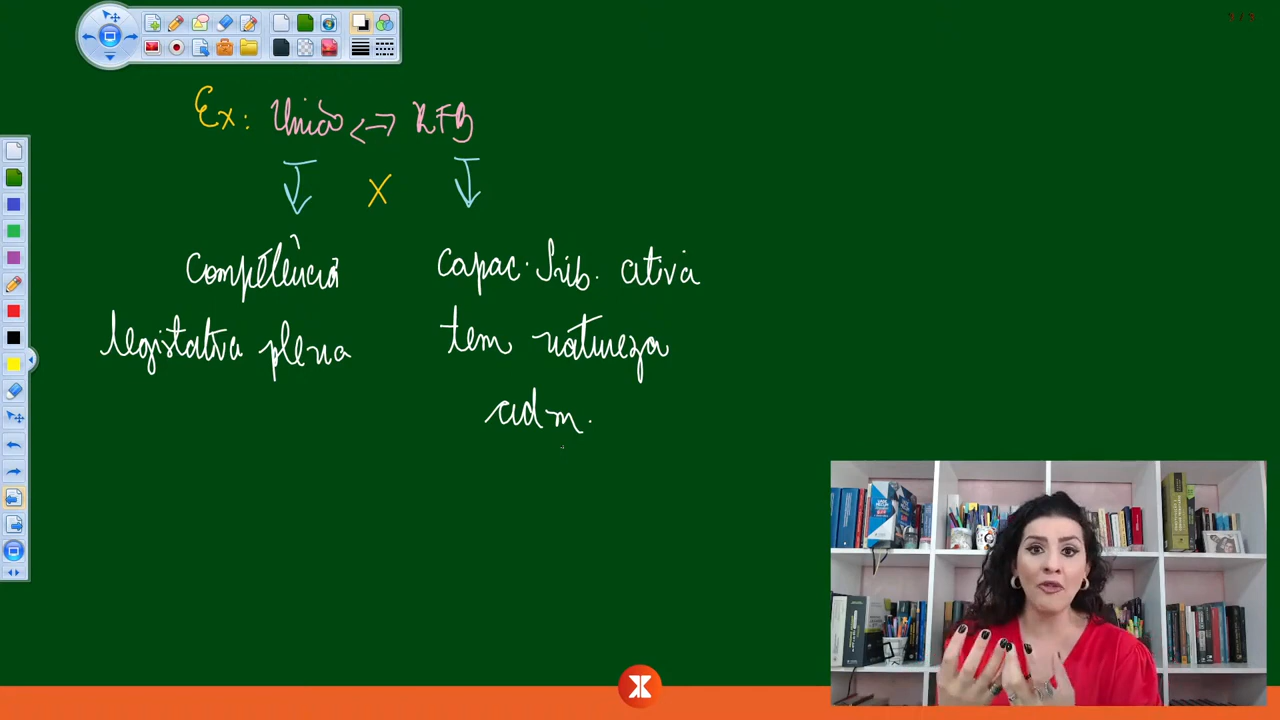 Ex: União <-> RFB
X
Competência capac. trib. ativa
legislativa plena tem natureza
adm.